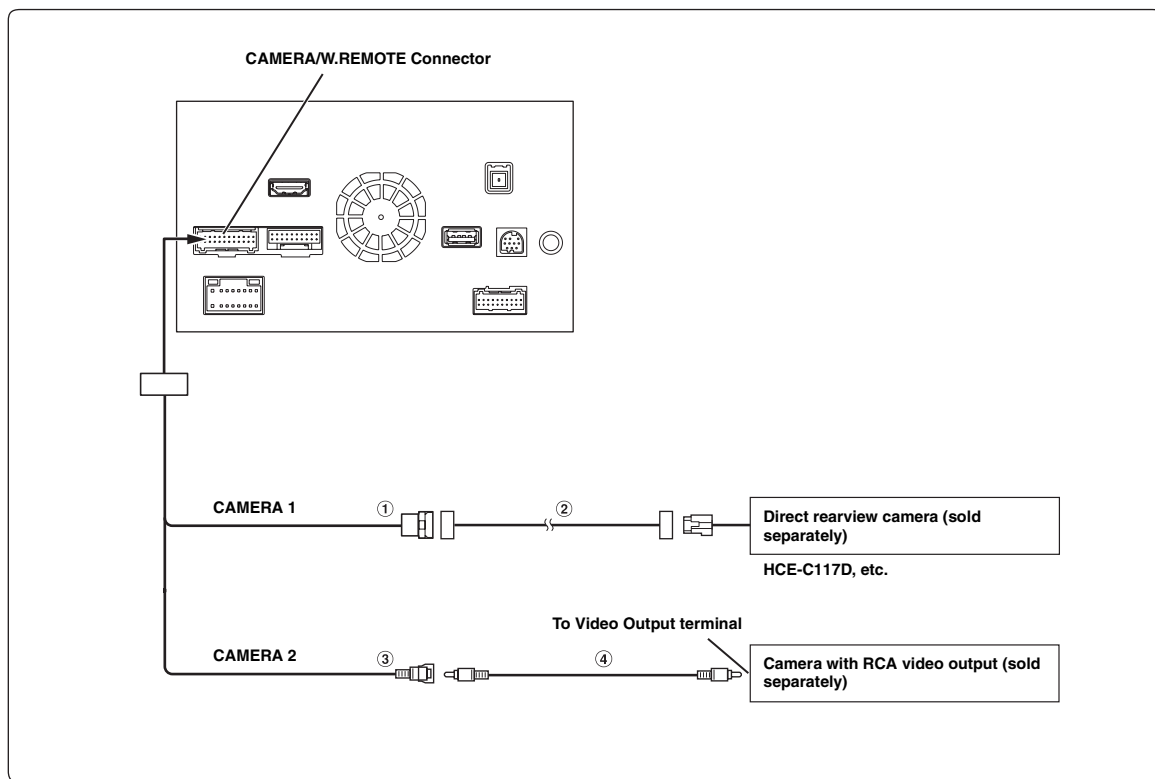 CAMERA/W.REMOTE Connector
CAMERA 1
①
②
Direct rearview camera (sold
separately)
HCE-C117D, etc.
To Video Output terminal
CAMERA 2
③
④
Camera with RCA video output (sold
separately)